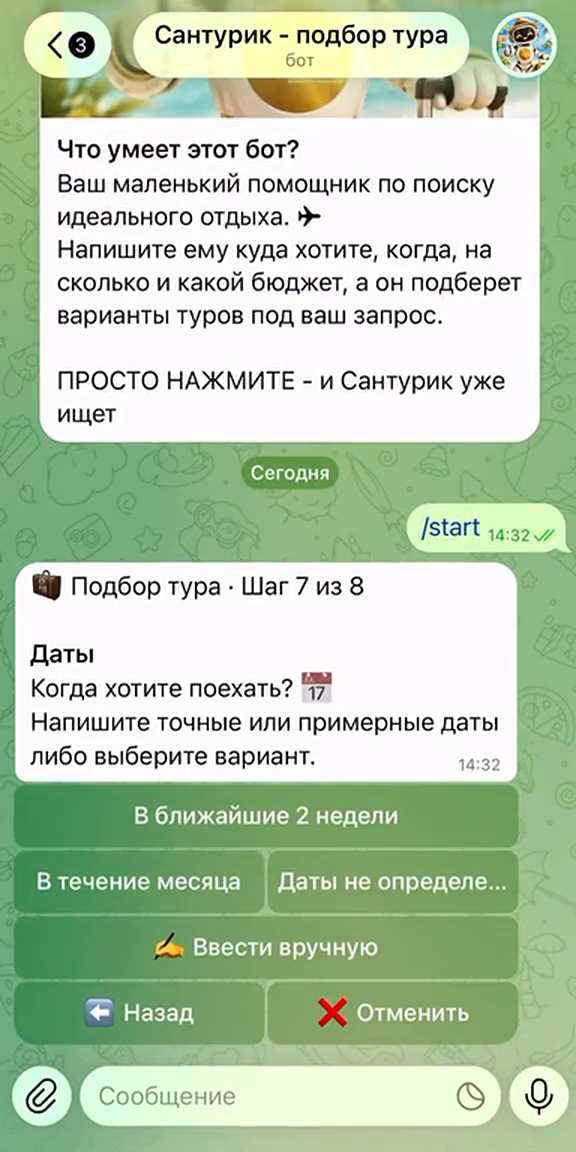 3
Сантурик - подбор тура
бот
Что умеет этот бот?
Ваш маленький помощник по поиску
идеального отдыха. ✈
Напишите ему куда хотите, когда, на
сколько и какой бюджет, а он подберет
варианты туров под ваш запрос.
ПРОСТО НАЖМИТЕ - и Сантурик уже
ищет
Сегодня
/start 14:32
Подбор тура · Шаг 7 из 8
Даты
Когда хотите поехать? 📅
Напишите точные или примерные даты
либо выберите вариант.
14:32
В ближайшие 2 недели
В течение месяца
Даты не определе...
✍ Ввести вручную
⬅ Назад
❌ Отменить
Сообщение